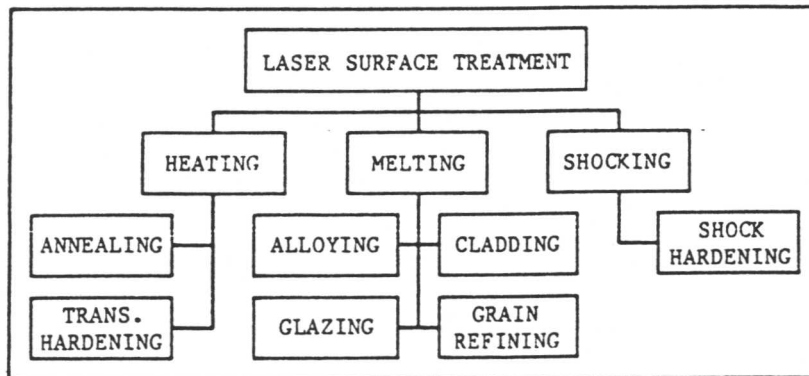 LASER SURFACE TREATMENT
HEATING
MELTING
SHOCKING
ANNEALING
ALLOYING
CLADDING
SHOCK
HARDENING
TRANS.
HARDENING
GLAZING
GRAIN
REFINING